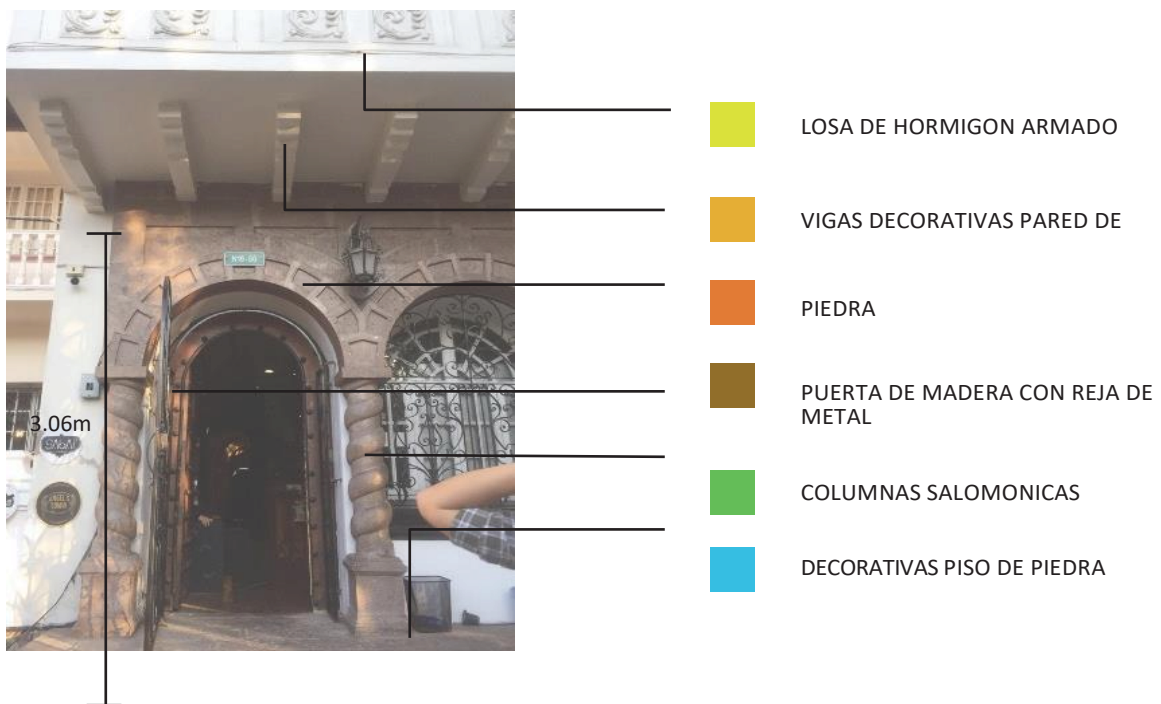 LOSA DE HORMIGON ARMADO
VIGAS DECORATIVAS PARED DE
PIEDRA
PUERTA DE MADERA CON REJA DE
METAL
3.06m
COLUMNAS SALOMONICAS
DECORATIVAS PISO DE PIEDRA